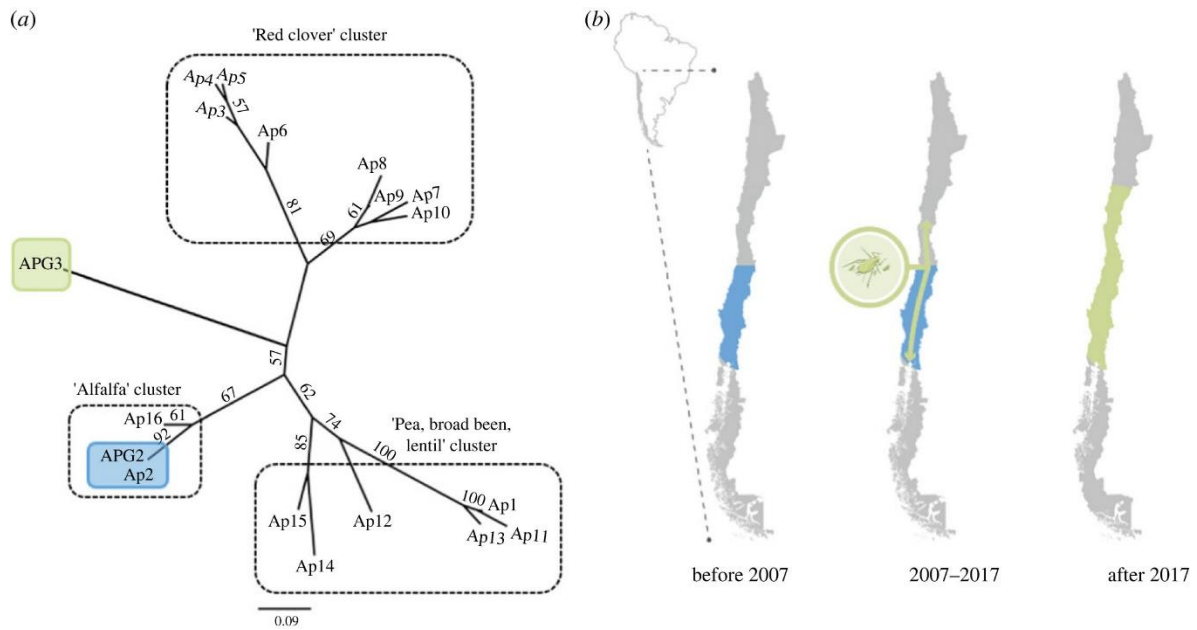 (a)
'Red clover' cluster
Ap4
Ap5
57
Ap3
Ap6
Ap8
81
Ap9
Ap7
61
Ap10
69
APG3
57
'Alfalfa' cluster
67
62
Ap16
61
92
APG2
Ap2
74
'Pea, broad been,
lentil' cluster
85
100
100
Ap1
Ap15
Ap12
Ap13
Ap11
Ap14
0.09
(b)
before 2007
2007–2017
after 2017